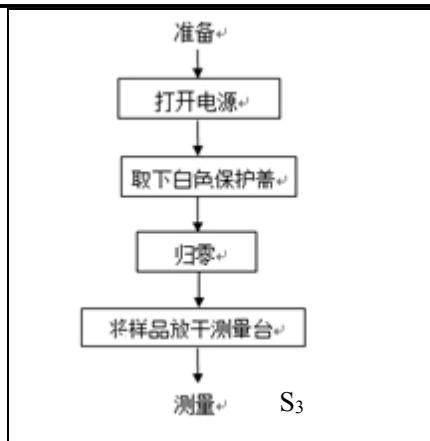 准备
打开电源
取下白色保护盖
归零
将样品放于测量台
测量 S₃